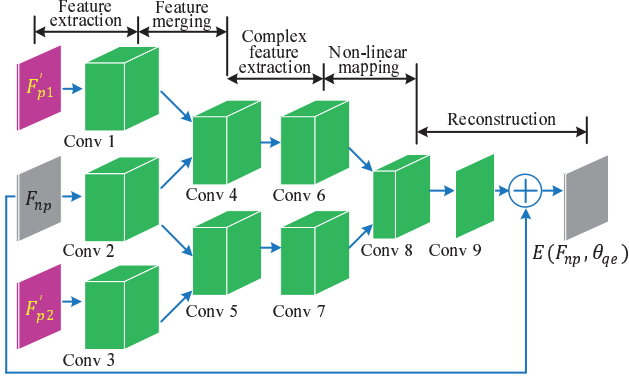 Feature extraction
Feature merging
Complex feature extraction
Non-linear mapping
Reconstruction
F'p1
Conv 1
Conv 4
Conv 6
Fnp
Conv 2
Conv 8
Conv 9
E(Fnp, θqe)
F'p2
Conv 5
Conv 7
Conv 3